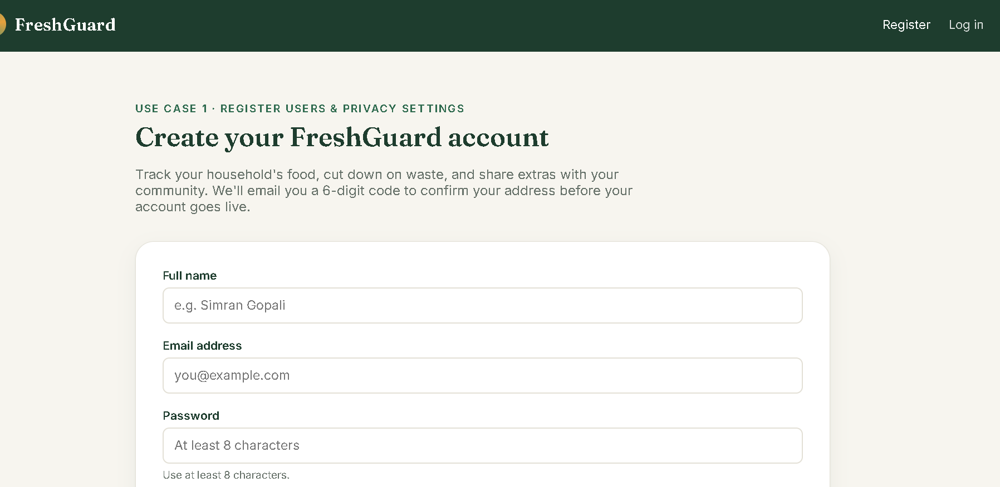 FreshGuard
Register
Log in
USE CASE 1 · REGISTER USERS & PRIVACY SETTINGS
Create your FreshGuard account
Track your household's food, cut down on waste, and share extras with your
community. We'll email you a 6-digit code to confirm your address before your
account goes live.
Full name
e.g. Simran Gopali
Email address
you@example.com
Password
At least 8 characters
Use at least 8 characters.